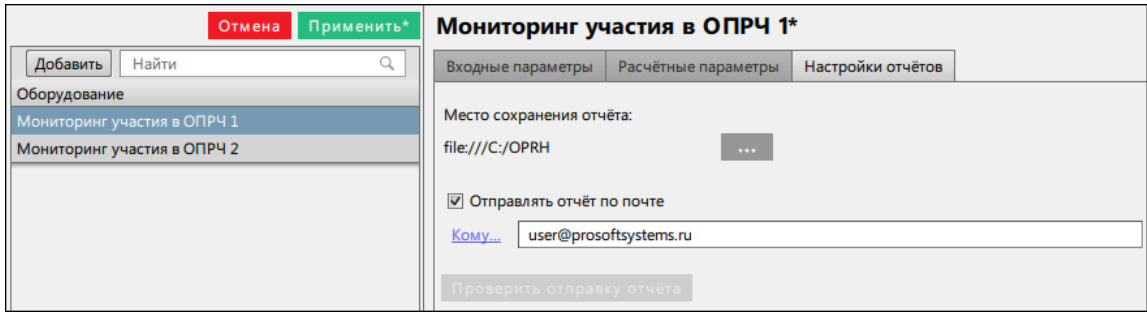 Отмена Применить*
Добавить Найти
Оборудование
Мониторинг участия в ОПРЧ 1
Мониторинг участия в ОПРЧ 2
Мониторинг участия в ОПРЧ 1*
Входные параметры Расчётные параметры Настройки отчётов
Место сохранения отчёта:
file:///C:/OPRH ...
Отправлять отчёт по почте
Кому... user@prosoftsystems.ru
Проверить отправку отчёта